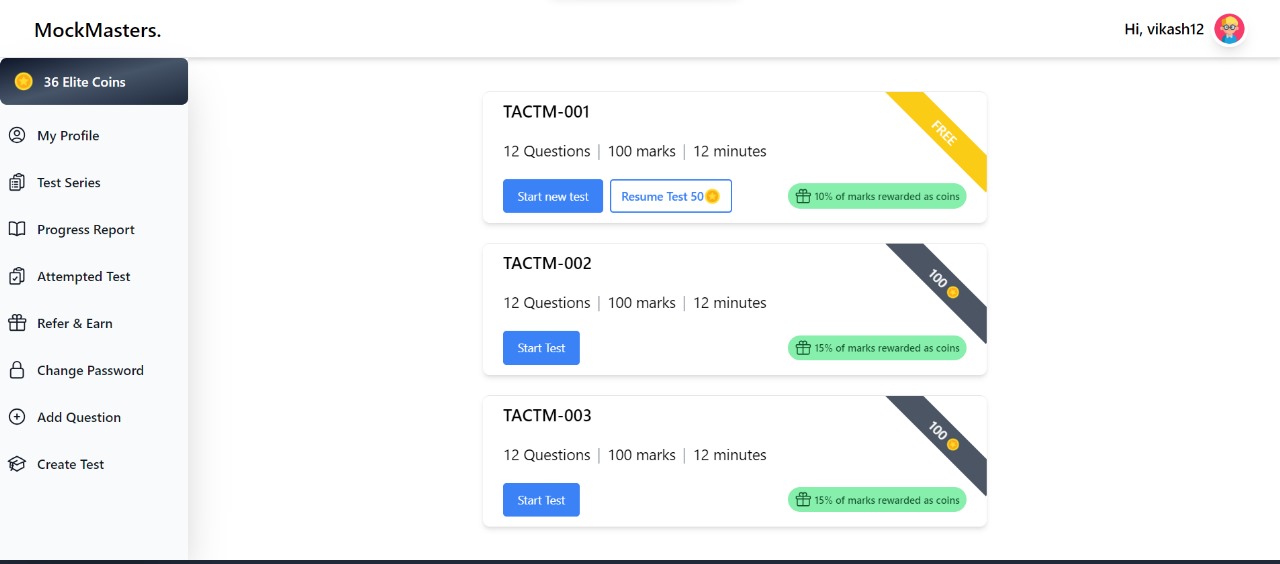 MockMasters.
Hi, vikash12
36 Elite Coins
My Profile
Test Series
Progress Report
Attempted Test
Refer & Earn
Change Password
Add Question
Create Test
TACTM-001
FREE
12 Questions | 100 marks | 12 minutes
Start new test
Resume Test 50
10% of marks rewarded as coins
TACTM-002
100
12 Questions | 100 marks | 12 minutes
Start Test
15% of marks rewarded as coins
TACTM-003
100
12 Questions | 100 marks | 12 minutes
Start Test
15% of marks rewarded as coins